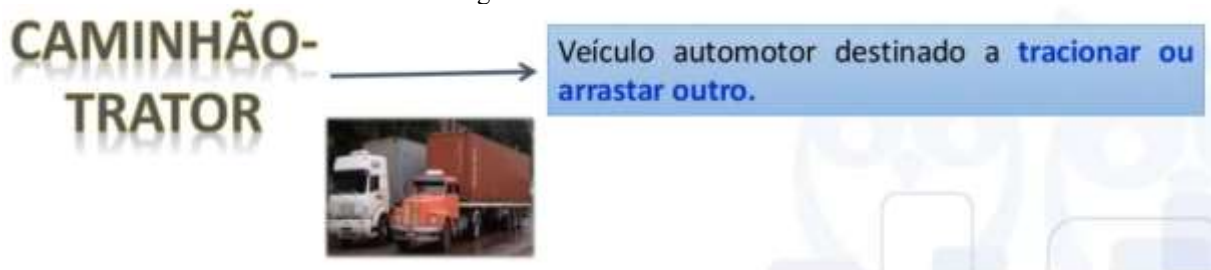 CAMINHÃO-
TRATOR
Veículo automotor destinado a tracionar ou
arrastar outro.